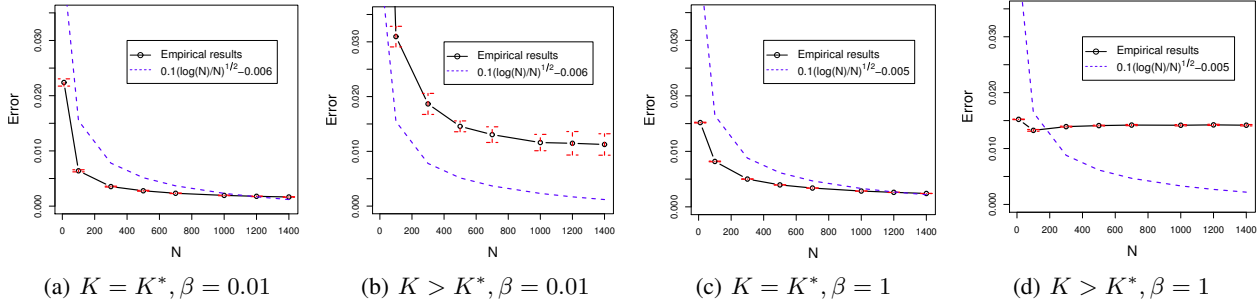 Error
0.000
0.010
0.020
0.030
0 200 400 600 800 1000 1200 1400
N
Empirical results
0.1(log(N)/N)^{1/2}−0.006
(a) K = K*, β = 0.01
Error
0.000
0.010
0.020
0.030
0 200 400 600 800 1000 1200 1400
N
Empirical results
0.1(log(N)/N)^{1/2}−0.006
(b) K > K*, β = 0.01
Error
0.000
0.010
0.020
0.030
0 200 400 600 800 1000 1200 1400
N
Empirical results
0.1(log(N)/N)^{1/2}−0.005
(c) K = K*, β = 1
Error
0.000
0.010
0.020
0.030
0 200 400 600 800 1000 1200 1400
N
Empirical results
0.1(log(N)/N)^{1/2}−0.005
(d) K > K*, β = 1